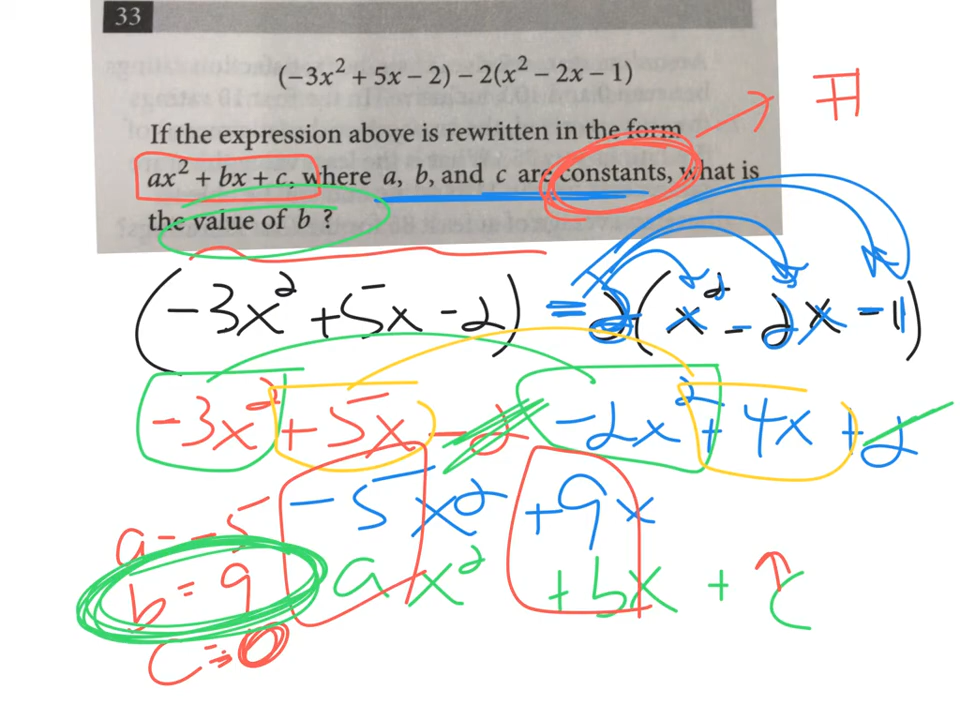 33
(−3x² + 5x − 2) − 2(x² − 2x − 1)
If the expression above is rewritten in the form
ax² + bx + c, where a, b, and c are constants, what is
the value of b ?
(-3x² +5x -2) - 2(x² - 2x - 1)
-3x² +5x -2 -2x² + 4x + 2
-5x² +9x
a = -5
ax² + bx + c
b = 9
c = 0